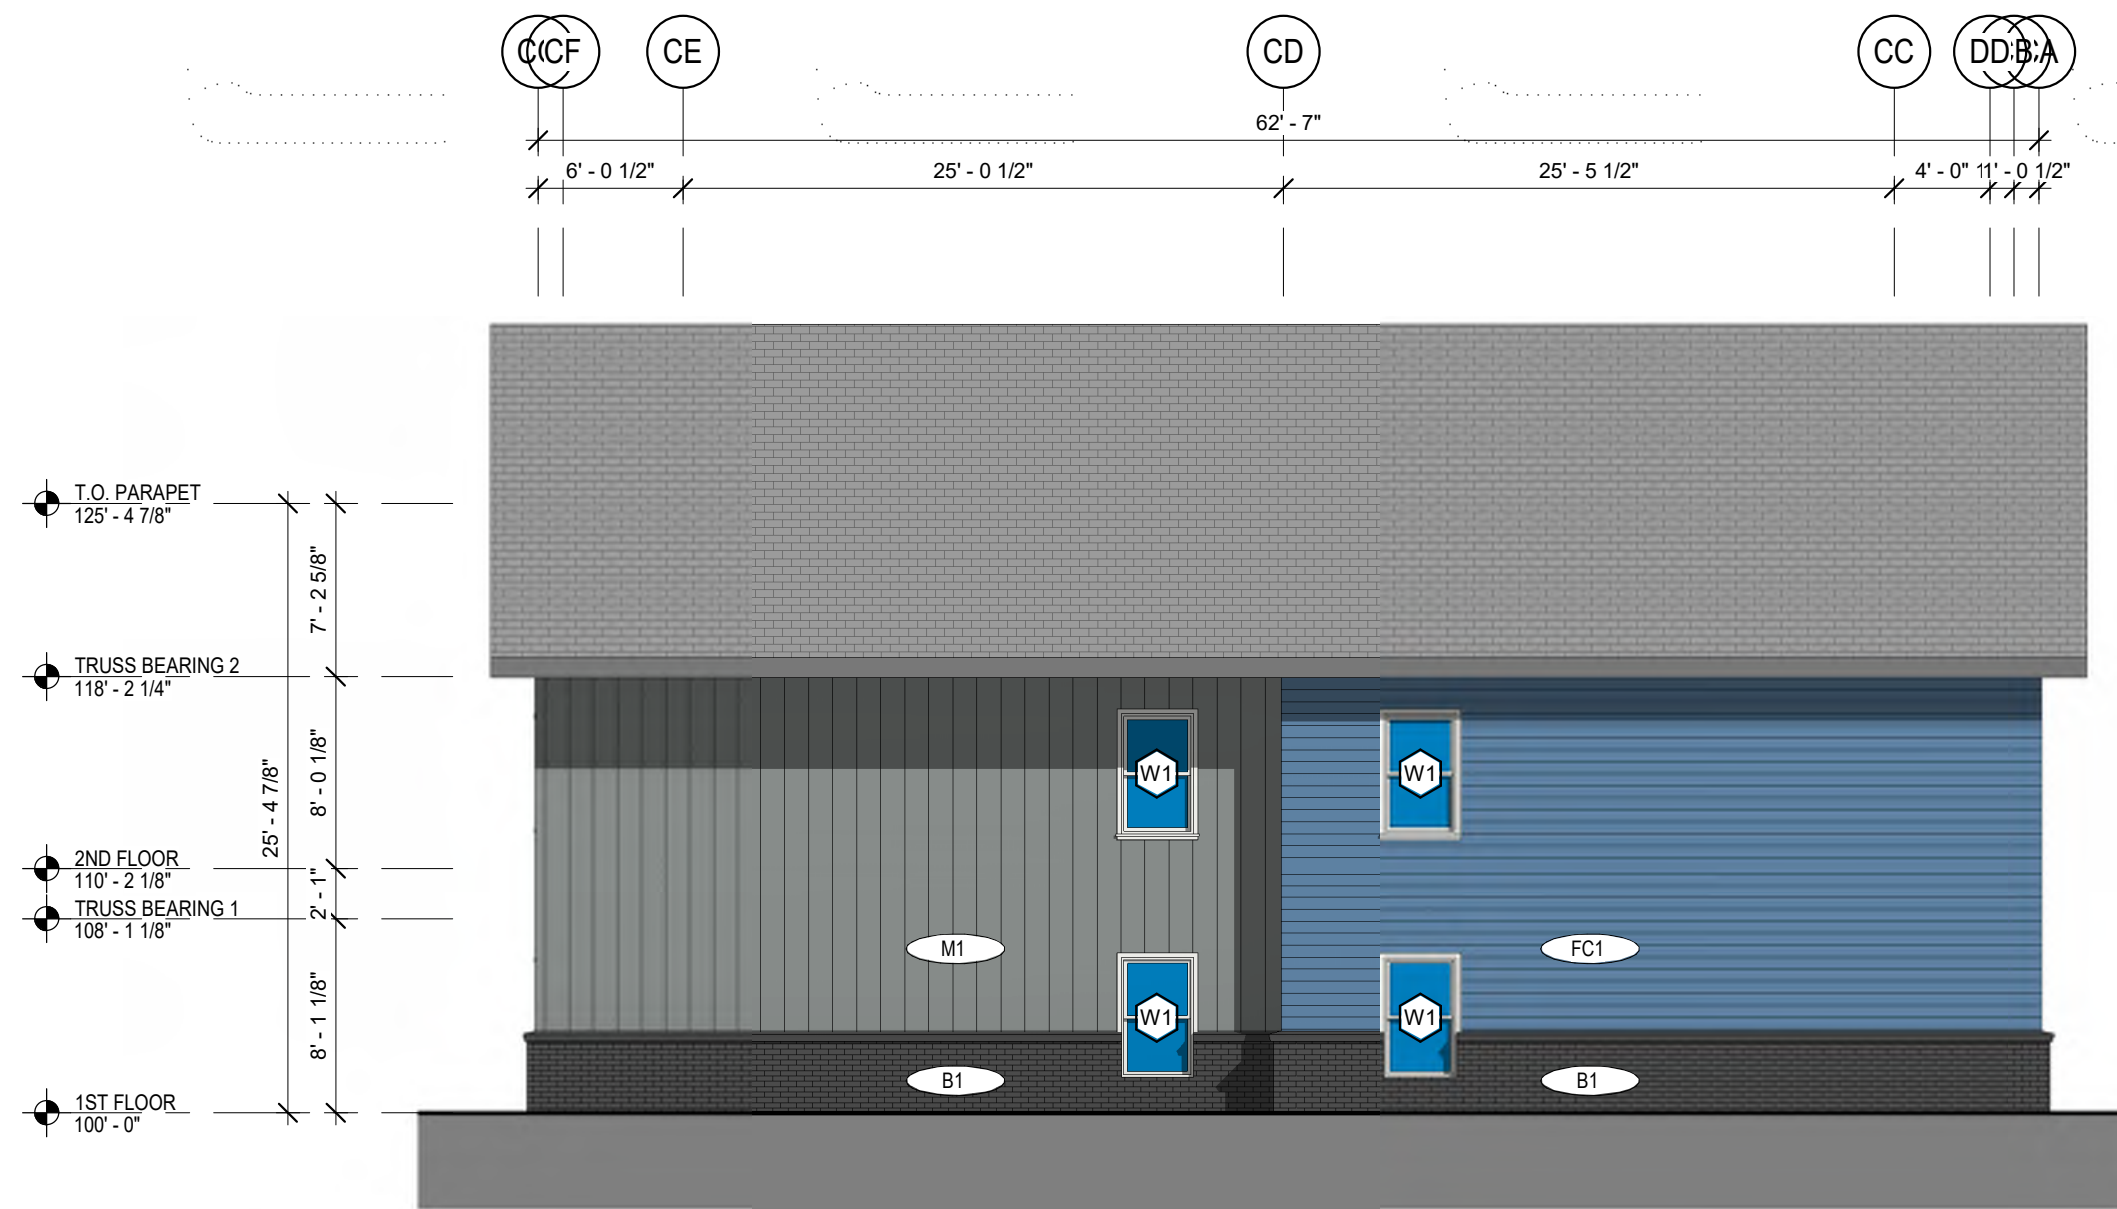 CF
CE
CD
CC
62' - 7"
6' - 0 1/2"
25' - 0 1/2"
25' - 5 1/2"
4' - 0"
1' - 0 1/2"
T.O. PARAPET
125' - 4 7/8"
7' - 2 5/8"
TRUSS BEARING 2
118' - 2 1/4"
8' - 0 1/8"
25' - 4 7/8"
2ND FLOOR
110' - 2 1/8"
2' - 1"
TRUSS BEARING 1
108' - 1 1/8"
8' - 1 1/8"
1ST FLOOR
100' - 0"
W1
W1
M1
FC1
W1
W1
B1
B1